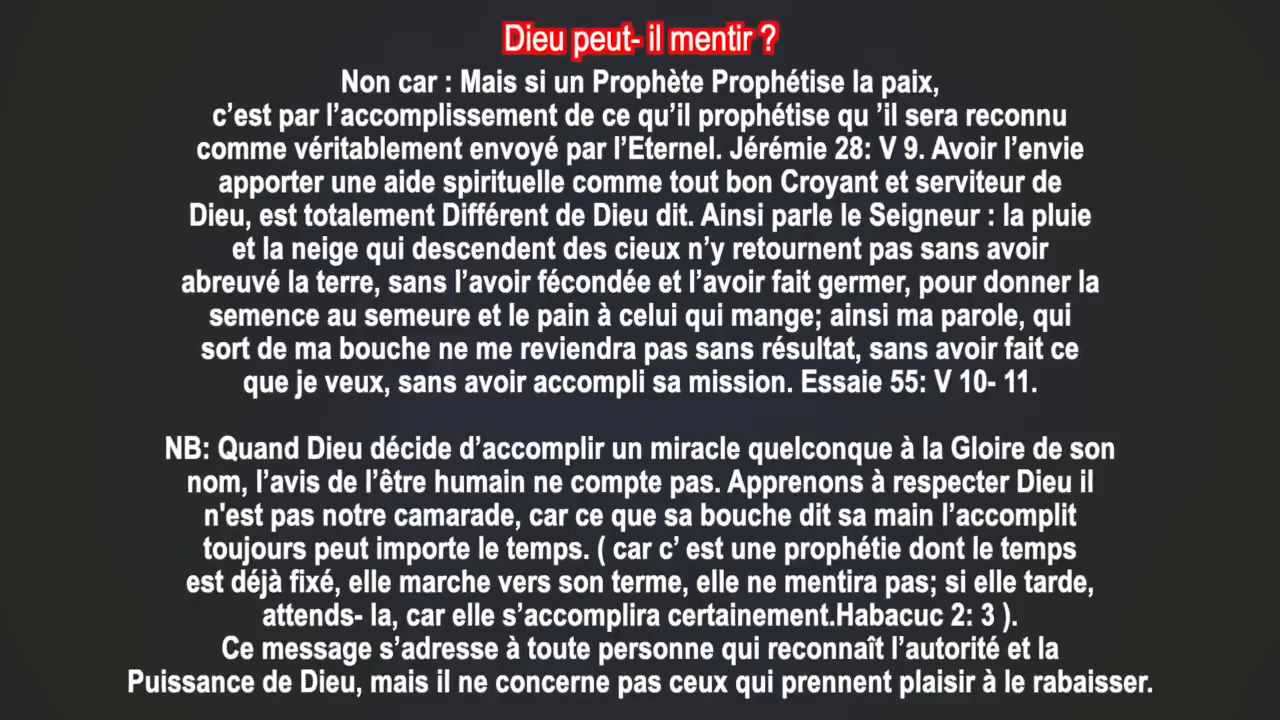 Dieu peut- il mentir ?
Non car : Mais si un Prophète Prophétise la paix,
c’est par l’accomplissement de ce qu’il prophétise qu ’il sera reconnu
comme véritablement envoyé par l’Eternel. Jérémie 28: V 9. Avoir l’envie
apporter une aide spirituelle comme tout bon Croyant et serviteur de
Dieu, est totalement Différent de Dieu dit. Ainsi parle le Seigneur : la pluie
et la neige qui descendent des cieux n’y retournent pas sans avoir
abreuvé la terre, sans l’avoir fécondée et l’avoir fait germer, pour donner la
semence au semeure et le pain à celui qui mange; ainsi ma parole, qui
sort de ma bouche ne me reviendra pas sans résultat, sans avoir fait ce
que je veux, sans avoir accompli sa mission. Essaie 55: V 10- 11.
NB: Quand Dieu décide d’accomplir un miracle quelconque à la Gloire de son
nom, l’avis de l’être humain ne compte pas. Apprenons à respecter Dieu il
n'est pas notre camarade, car ce que sa bouche dit sa main l’accomplit
toujours peut importe le temps. ( car c’ est une prophétie dont le temps
est déjà fixé, elle marche vers son terme, elle ne mentira pas; si elle tarde,
attends- la, car elle s’accomplira certainement.Habacuc 2: 3 ).
Ce message s’adresse à toute personne qui reconnaît l’autorité et la
Puissance de Dieu, mais il ne concerne pas ceux qui prennent plaisir à le rabaisser.